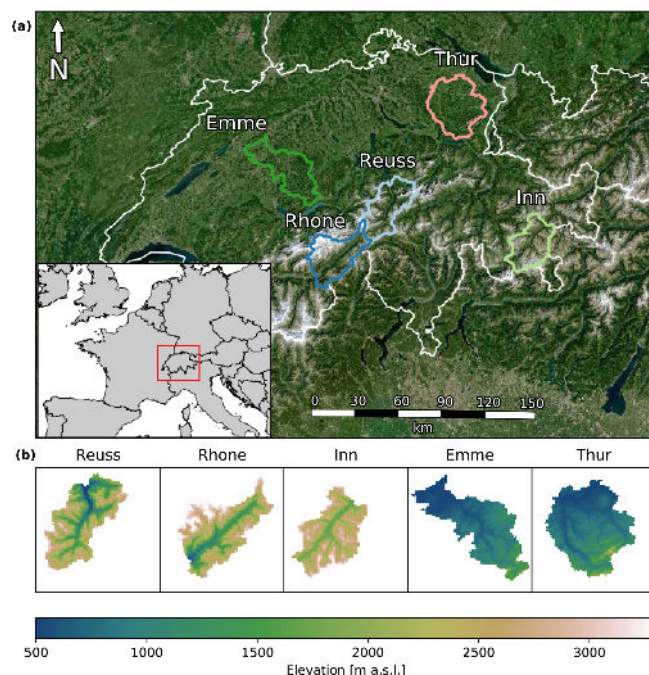 (a)
N
Thur
Emme
Reuss
Inn
Rhone
0 30 60 90 120 150
km
(b)
Reuss Rhone Inn Emme Thur
500 1000 1500 2000 2500 3000
Elevation [m a.s.l.]